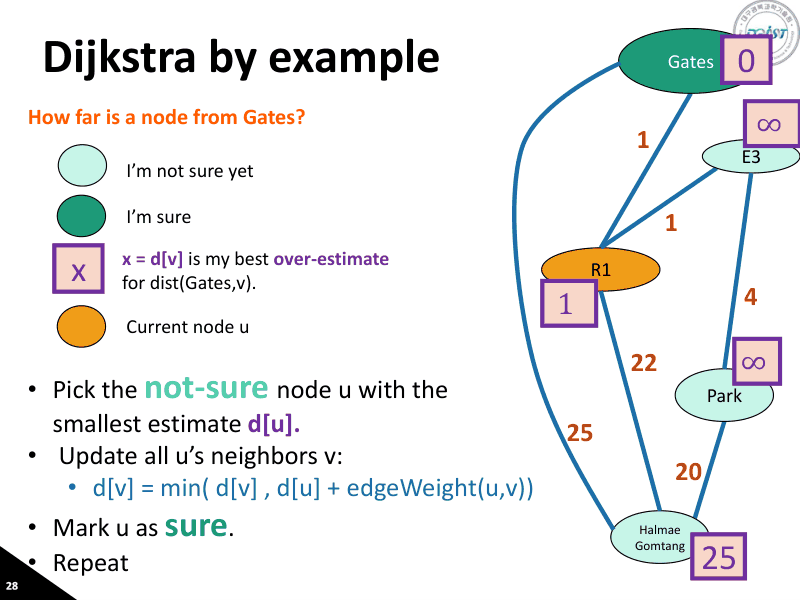 Dijkstra by example
How far is a node from Gates?
I'm not sure yet
I'm sure
x
x = d[v] is my best over-estimate
for dist(Gates,v).
Current node u
• Pick the not-sure node u with the
smallest estimate d[u].
• Update all u's neighbors v:
• d[v] = min( d[v] , d[u] + edgeWeight(u,v))
• Mark u as sure.
• Repeat
28
Gates
0
∞
E3
1
1
R1
1
4
22
∞
Park
25
20
Halmae
Gomtang
25